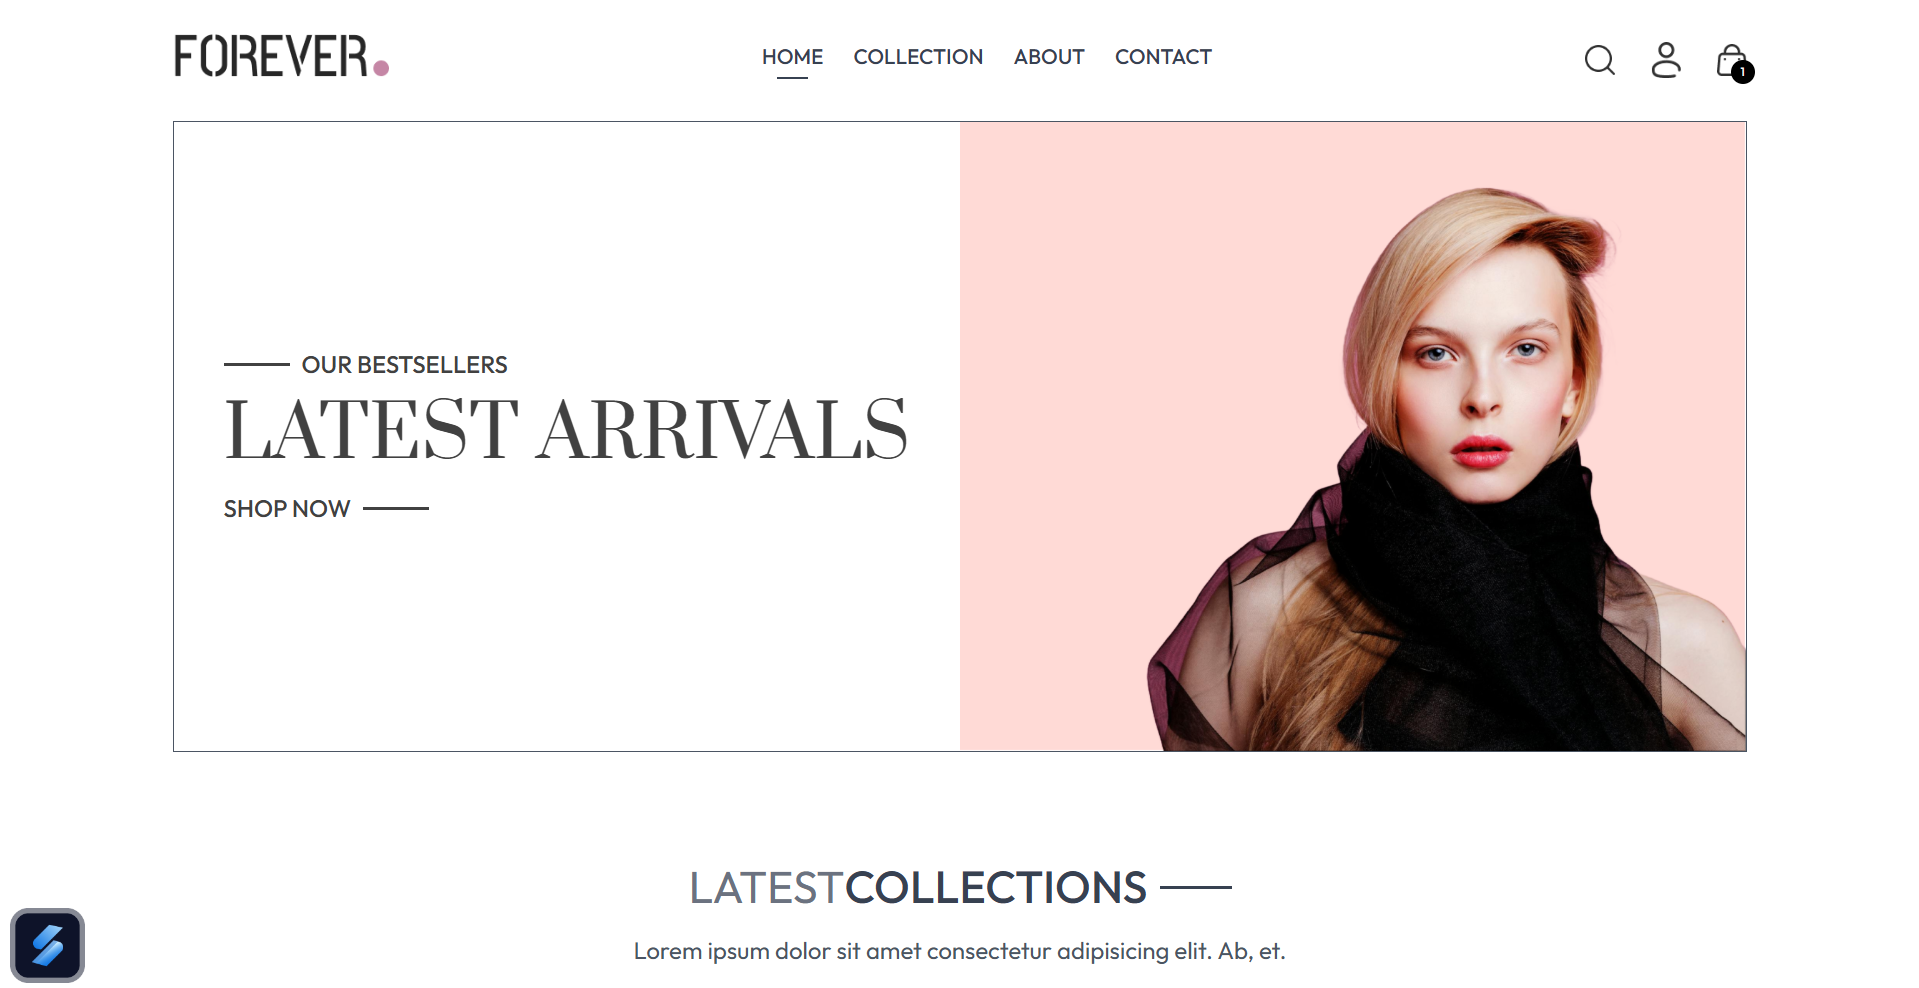 FOREVER.
HOME COLLECTION ABOUT CONTACT
1
OUR BESTSELLERS
LATEST ARRIVALS
SHOP NOW
LATESTCOLLECTIONS
Lorem ipsum dolor sit amet consectetur adipisicing elit. Ab, et.